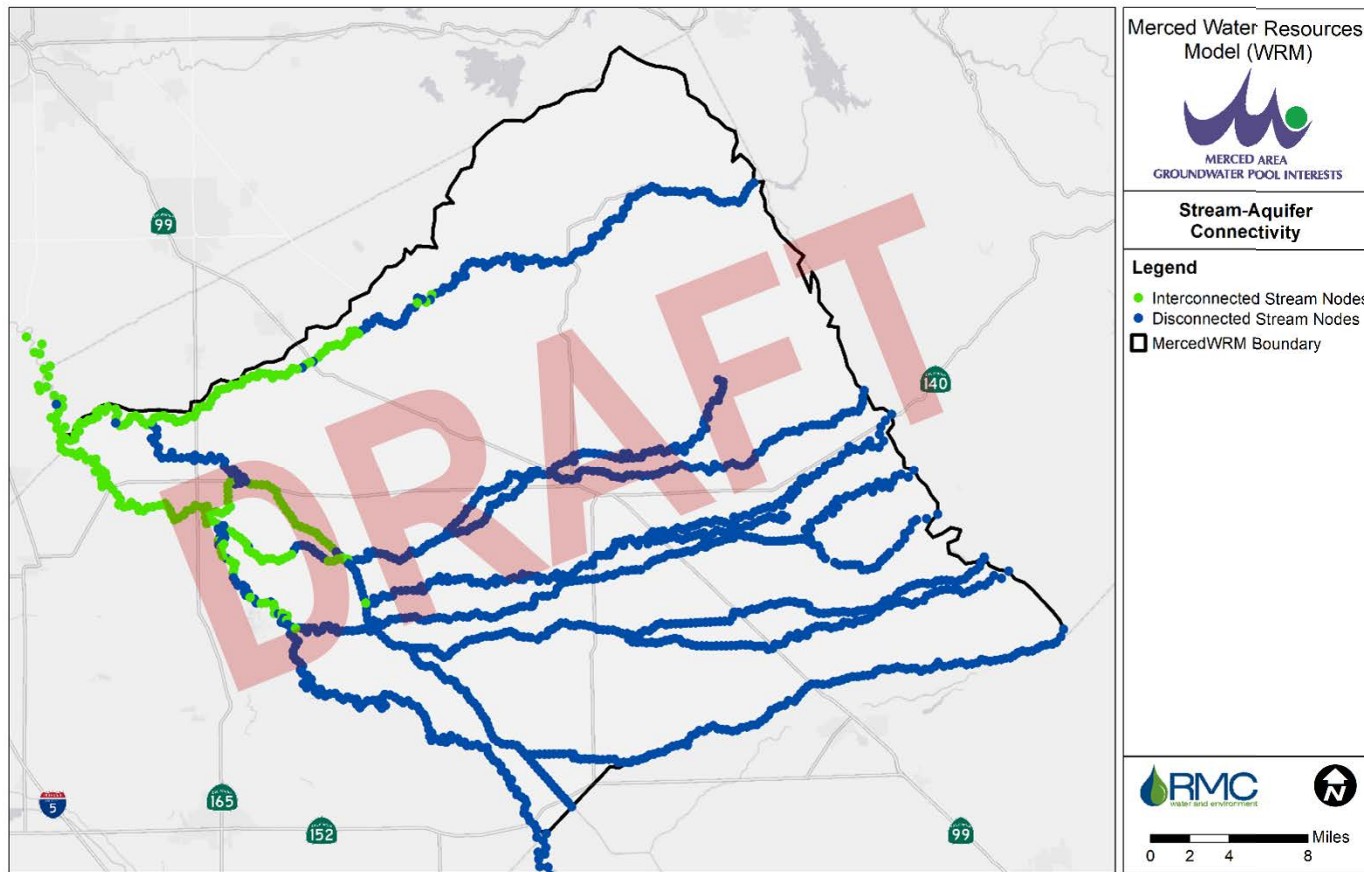 Merced Water Resources
Model (WRM)
MERCED AREA
GROUNDWATER POOL INTERESTS
Stream-Aquifer
Connectivity
Legend
Interconnected Stream Nodes
Disconnected Stream Nodes
MercedWRM Boundary
RMC
water and environment
N
Miles
0 2 4 8
99
140
DRAFT
5
165
152
99